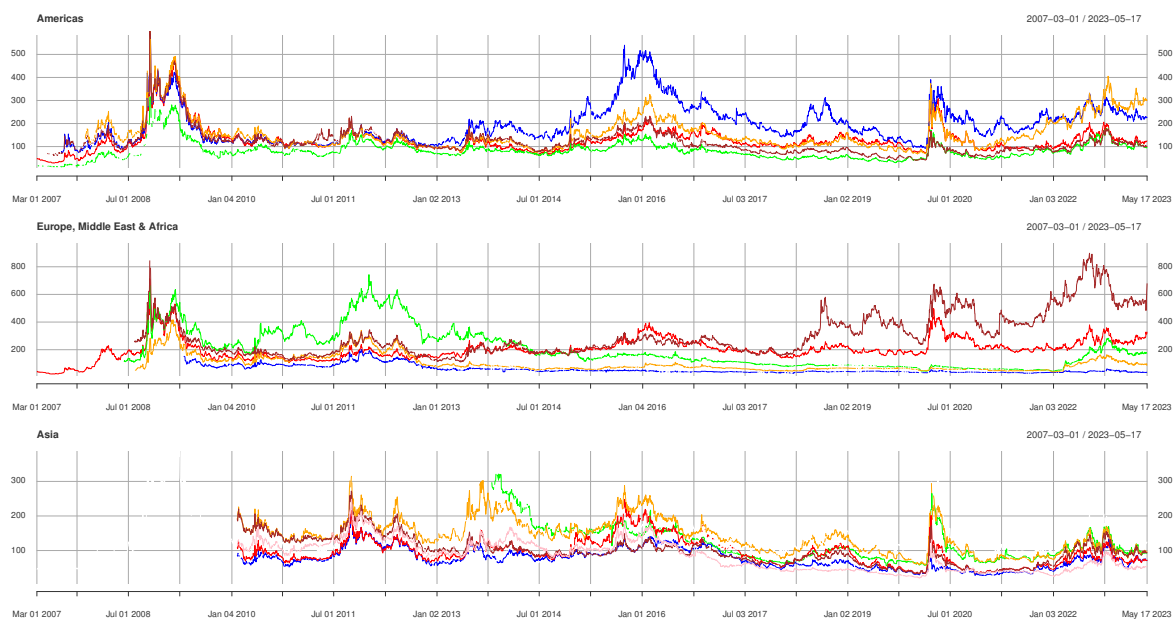 Americas 2007−03−01 / 2023−05−17
500 500
400 400
300 300
200 200
100 100
Mar 01 2007 Jul 01 2008 Jan 04 2010 Jul 01 2011 Jan 02 2013 Jul 01 2014 Jan 01 2016 Jul 03 2017 Jan 02 2019 Jul 01 2020 Jan 03 2022 May 17 2023
Europe, Middle East & Africa 2007−03−01 / 2023−05−17
800 800
600 600
400 400
200 200
Mar 01 2007 Jul 01 2008 Jan 04 2010 Jul 01 2011 Jan 02 2013 Jul 01 2014 Jan 04 2016 Jul 03 2017 Jan 02 2019 Jul 01 2020 Jan 03 2022 May 17 2023
Asia 2007−03−01 / 2023−05−17
300 300
200 200
100 100
Mar 01 2007 Jul 01 2008 Jan 04 2010 Jul 01 2011 Jan 02 2013 Jul 01 2014 Jan 01 2016 Jul 03 2017 Jan 02 2019 Jul 01 2020 Jan 03 2022 May 17 2023